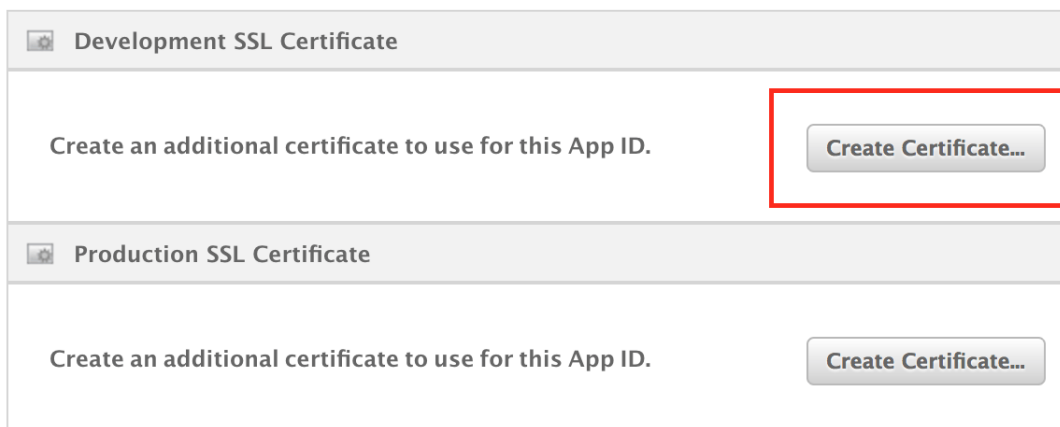 Development SSL Certificate
Create an additional certificate to use for this App ID.
Create Certificate...
Production SSL Certificate
Create an additional certificate to use for this App ID.
Create Certificate...